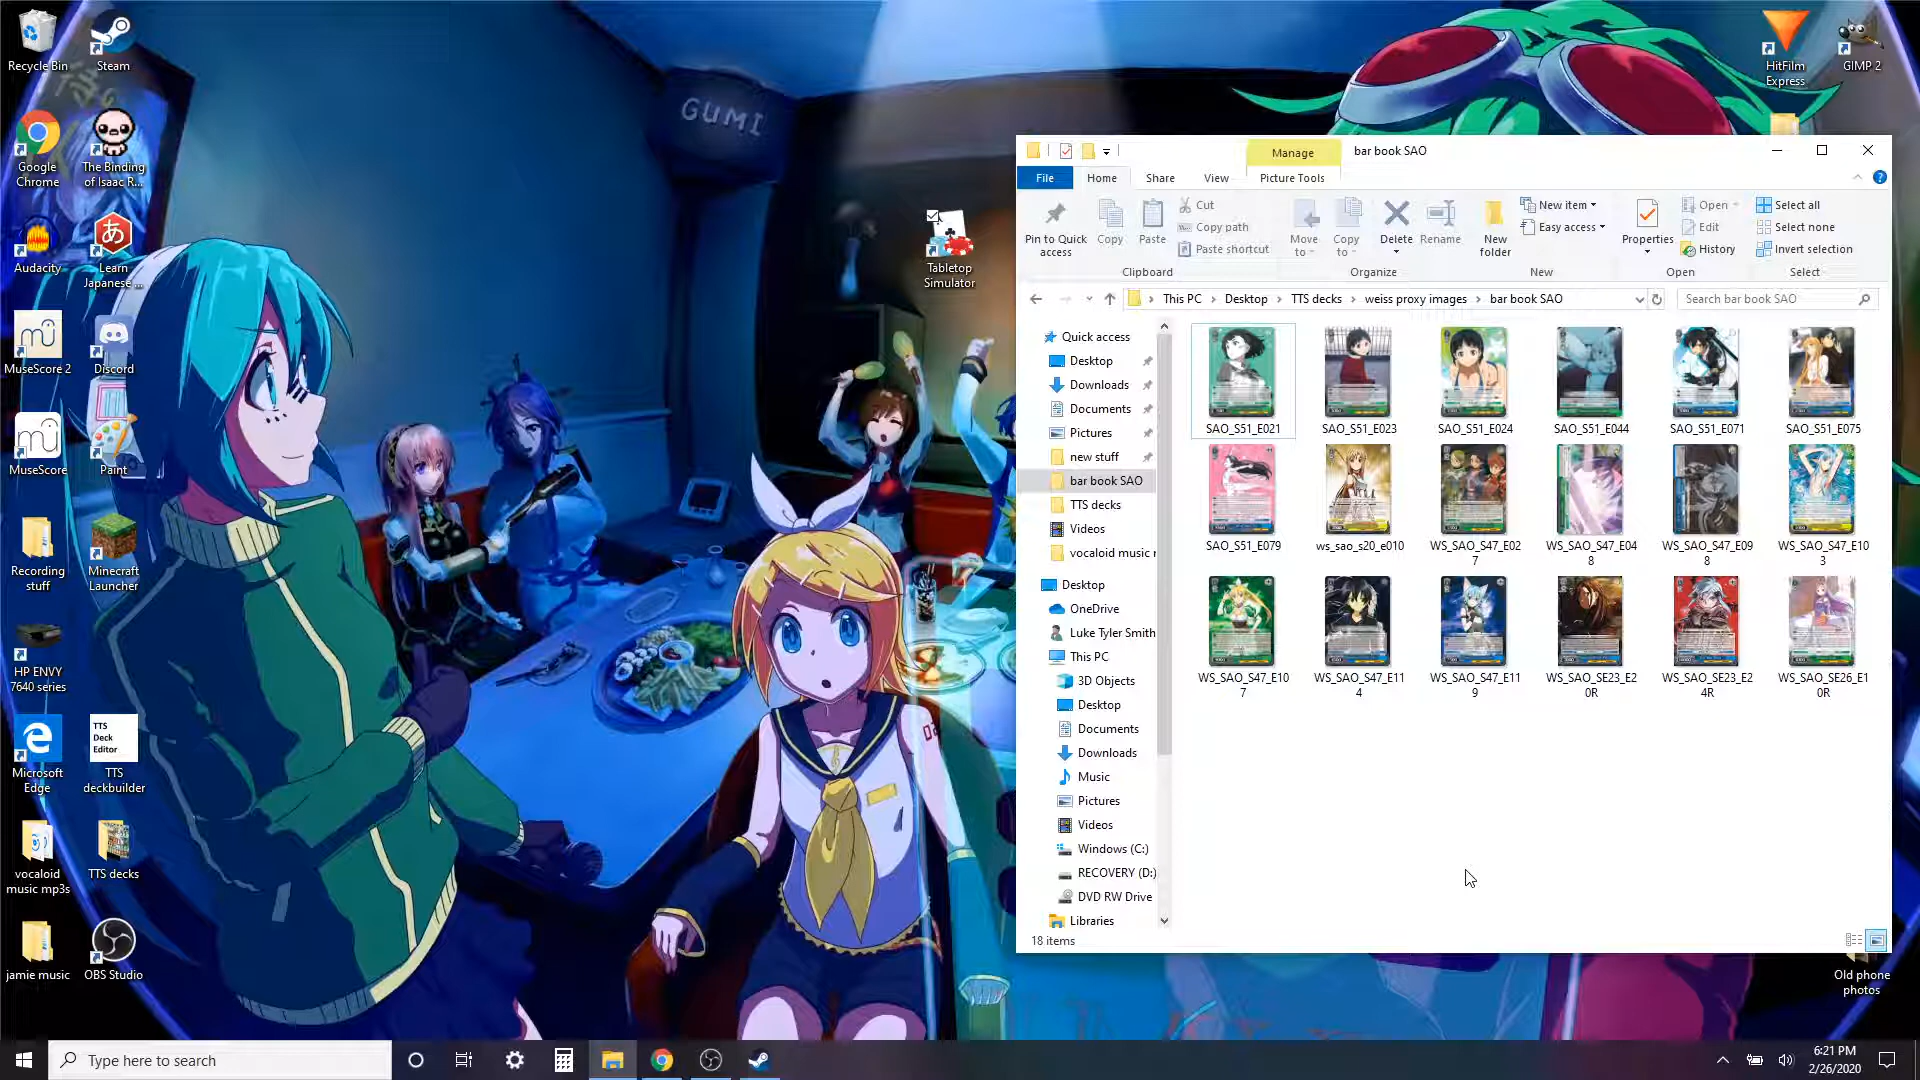 Recycle Bin
Steam
Google
Chrome
The Binding
of Isaac R...
Audacity
Learn
Japanese ...
MuseScore 2
Discord
MuseScore
Paint
Recording
stuff
Minecraft
Launcher
HP ENVY
7640 series
Microsoft
Edge
TTS
Deck
Editor
TTS
deckbuilder
vocaloid
music mp3s
TTS decks
jamie music
OBS Studio
GUMI
02
Tabletop
Simulator
HitFilm
Express
GIMP 2
Old phone
photos
Manage
bar book SAO
File
Home
Share
View
Picture Tools
Pin to Quick
access
Copy
Paste
Cut
Copy path
Paste shortcut
Clipboard
Move
to
Copy
to
Delete
Rename
Organize
New
folder
New item
Easy access
New
Properties
Open
Edit
History
Open
Select all
Select none
Invert selection
Select
This PC
Desktop
TTS decks
weiss proxy images
bar book SAO
Search bar book SAO
Quick access
Desktop
Downloads
Documents
Pictures
new stuff
bar book SAO
TTS decks
Videos
vocaloid music
Desktop
OneDrive
Luke Tyler Smith
This PC
3D Objects
Desktop
Documents
Downloads
Music
Pictures
Videos
Windows (C:)
RECOVERY (D:)
DVD RW Drive
Libraries
SAO_S51_E021
SAO_S51_E023
SAO_S51_E024
SAO_S51_E044
SAO_S51_E071
SAO_S51_E075
SAO_S51_E079
ws_sao_s20_e010
WS_SAO_S47_E02
7
WS_SAO_S47_E04
8
WS_SAO_S47_E09
8
WS_SAO_S47_E10
3
WS_SAO_S47_E10
7
WS_SAO_S47_E11
4
WS_SAO_S47_E11
9
WS_SAO_SE23_E2
0R
WS_SAO_SE23_E2
4R
WS_SAO_SE26_E1
0R
18 items
Type here to search
6:21 PM
2/26/2020